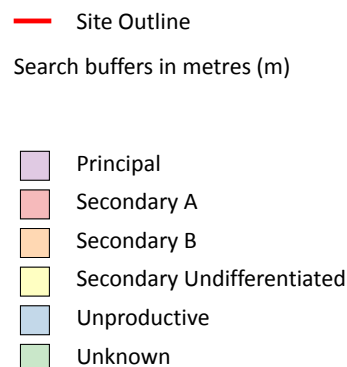 Site Outline
Search buffers in metres (m)
Principal
Secondary A
Secondary B
Secondary Undifferentiated
Unproductive
Unknown